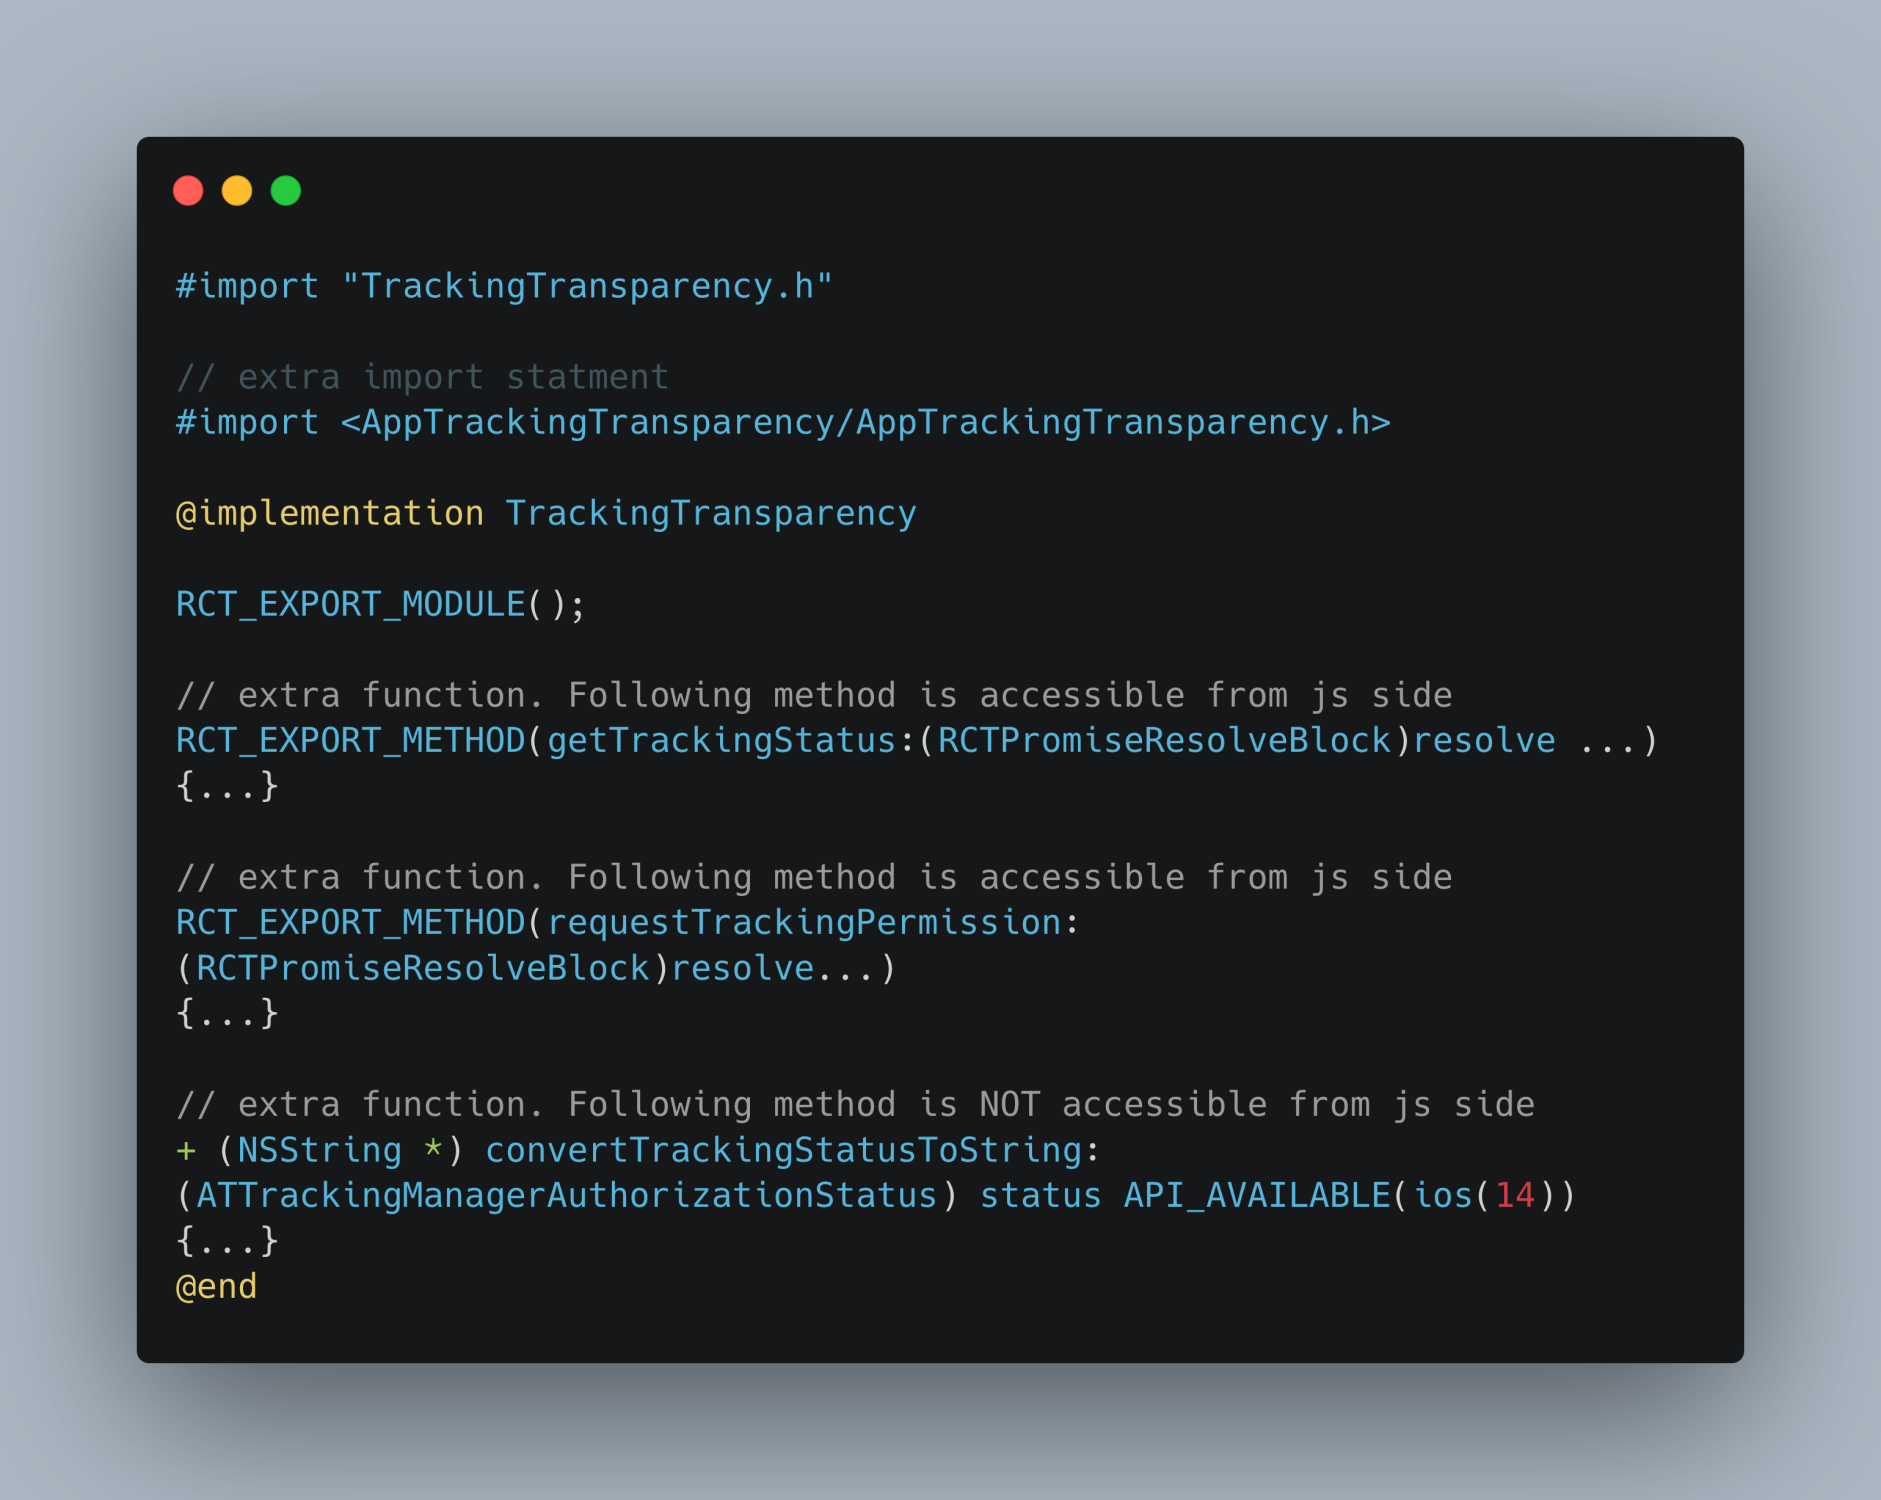 #import "TrackingTransparency.h"
// extra import statment
#import <AppTrackingTransparency/AppTrackingTransparency.h>
@implementation TrackingTransparency
RCT_EXPORT_MODULE();
// extra function. Following method is accessible from js side
RCT_EXPORT_METHOD(getTrackingStatus:(RCTPromiseResolveBlock)resolve ...)
{...}
// extra function. Following method is accessible from js side
RCT_EXPORT_METHOD(requestTrackingPermission:
(RCTPromiseResolveBlock)resolve...)
{...}
// extra function. Following method is NOT accessible from js side
+ (NSString *) convertTrackingStatusToString:
(ATTrackingManagerAuthorizationStatus) status API_AVAILABLE(ios(14))
{...}
@end